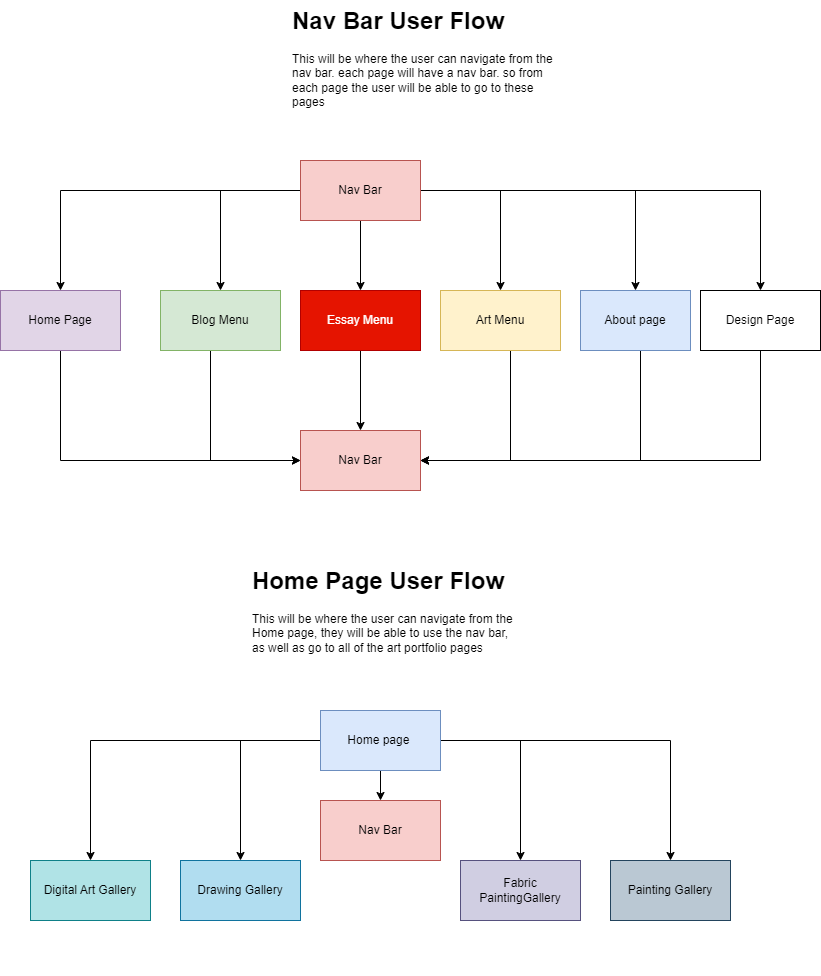 Nav Bar User Flow
This will be where the user can navigate from the
nav bar. each page will have a nav bar. so from
each page the user will be able to go to these
pages
Nav Bar
Home Page
Blog Menu
Essay Menu
Art Menu
About page
Design Page
Nav Bar
Home Page User Flow
This will be where the user can navigate from the
Home page, they will be able to use the nav bar,
as well as go to all of the art portfolio pages
Home page
Nav Bar
Digital Art Gallery
Drawing Gallery
Fabric
PaintingGallery
Painting Gallery